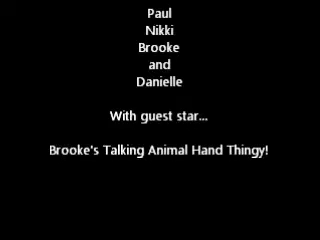 Paul
Nikki
Brooke
and
Danielle
With guest star...
Brooke's Talking Animal Hand Thingy!